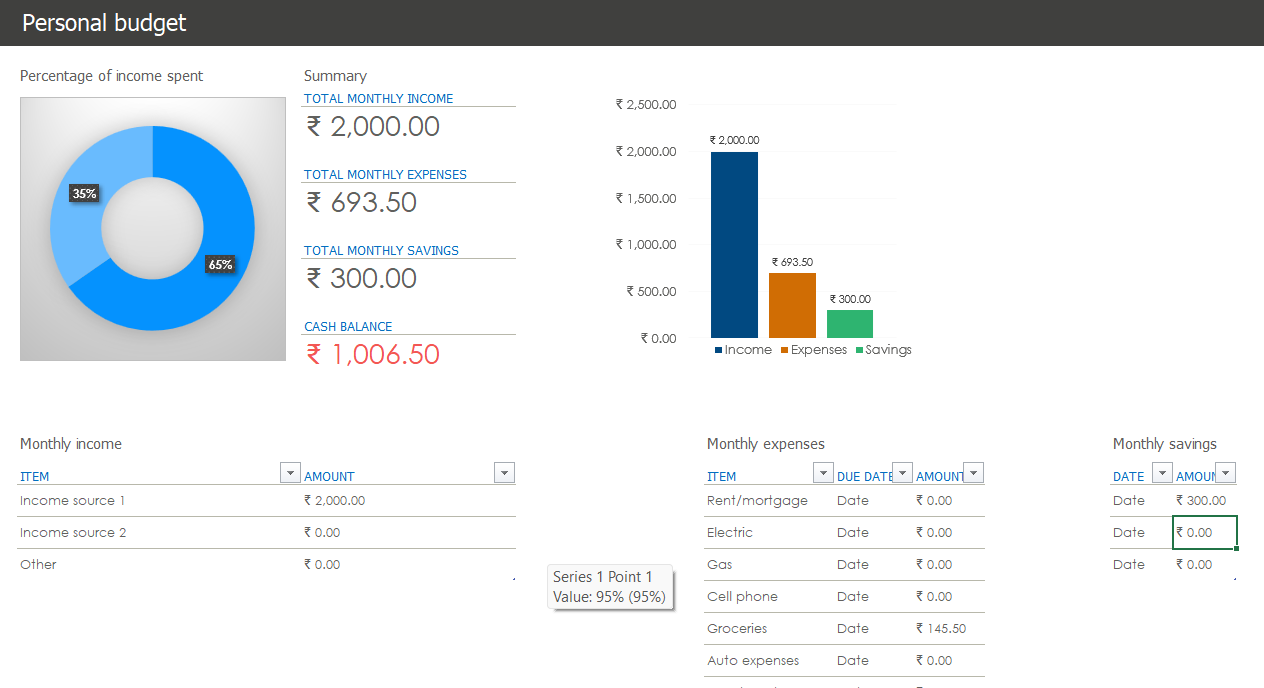 Personal budget
Percentage of income spent
35%
65%
Summary
TOTAL MONTHLY INCOME
₹ 2,000.00
TOTAL MONTHLY EXPENSES
₹ 693.50
TOTAL MONTHLY SAVINGS
₹ 300.00
CASH BALANCE
₹ 1,006.50
₹ 2,500.00
₹ 2,000.00
₹ 1,500.00
₹ 1,000.00
₹ 500.00
₹ 0.00
₹ 2,000.00
₹ 693.50
₹ 300.00
Income Expenses Savings
Monthly income
ITEM AMOUNT
Income source 1 ₹ 2,000.00
Income source 2 ₹ 0.00
Other ₹ 0.00
Series 1 Point 1
Value: 95% (95%)
Monthly expenses
ITEM DUE DATE AMOUNT
Rent/mortgage Date ₹ 0.00
Electric Date ₹ 0.00
Gas Date ₹ 0.00
Cell phone Date ₹ 0.00
Groceries Date ₹ 145.50
Auto expenses Date ₹ 0.00
Monthly savings
DATE AMOUN
Date ₹ 300.00
Date ₹ 0.00
Date ₹ 0.00